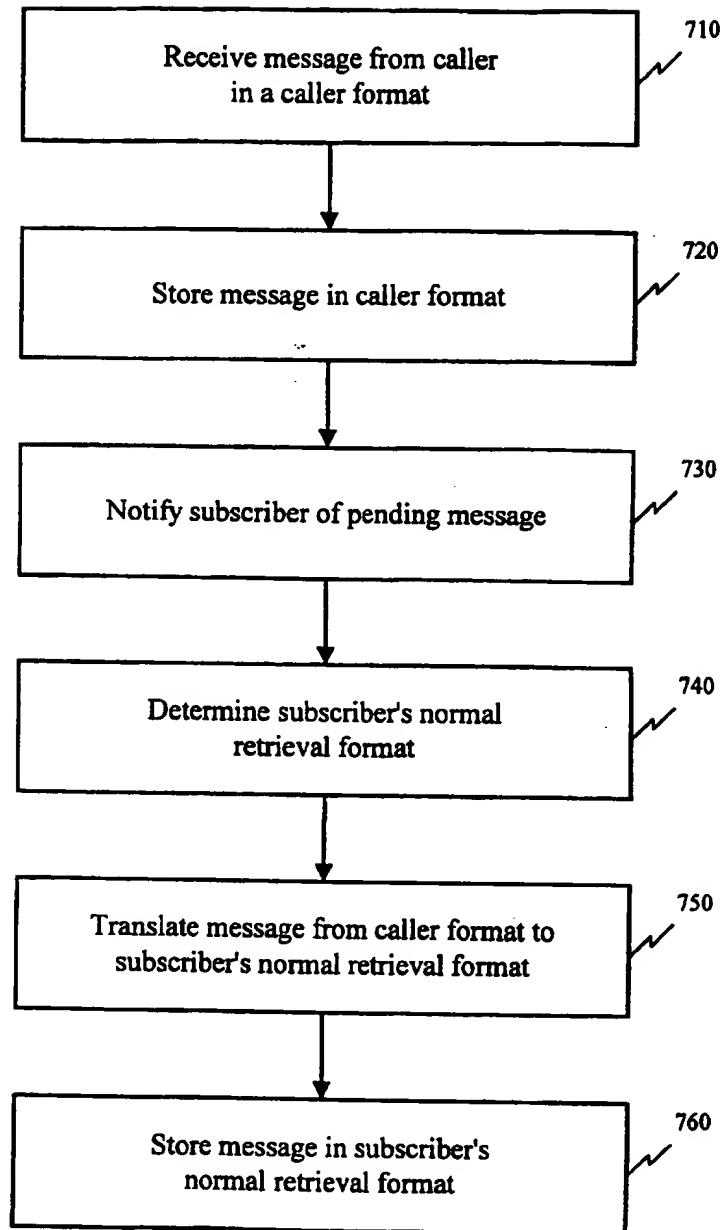 710
Receive message from caller
in a caller format
720
Store message in caller format
730
Notify subscriber of pending message
740
Determine subscriber's normal
retrieval format
750
Translate message from caller format to
subscriber's normal retrieval format
760
Store message in subscriber's
normal retrieval format